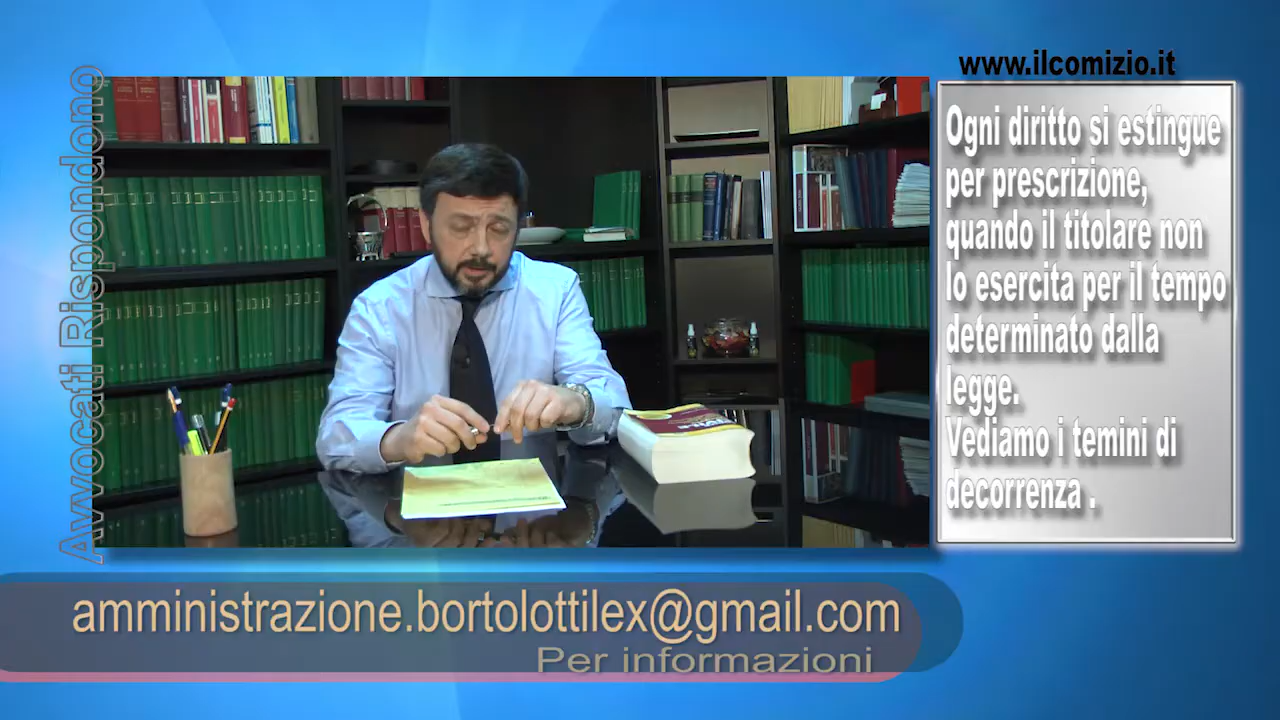 www.ilcomizio.it
Avvocati Rispondono
Ogni diritto si estingue
per prescrizione,
quando il titolare non
lo esercita per il tempo
determinato dalla
legge.
Vediamo i temini di
decorrenza .
amministrazione.bortolottilex@gmail.com
Per informazioni